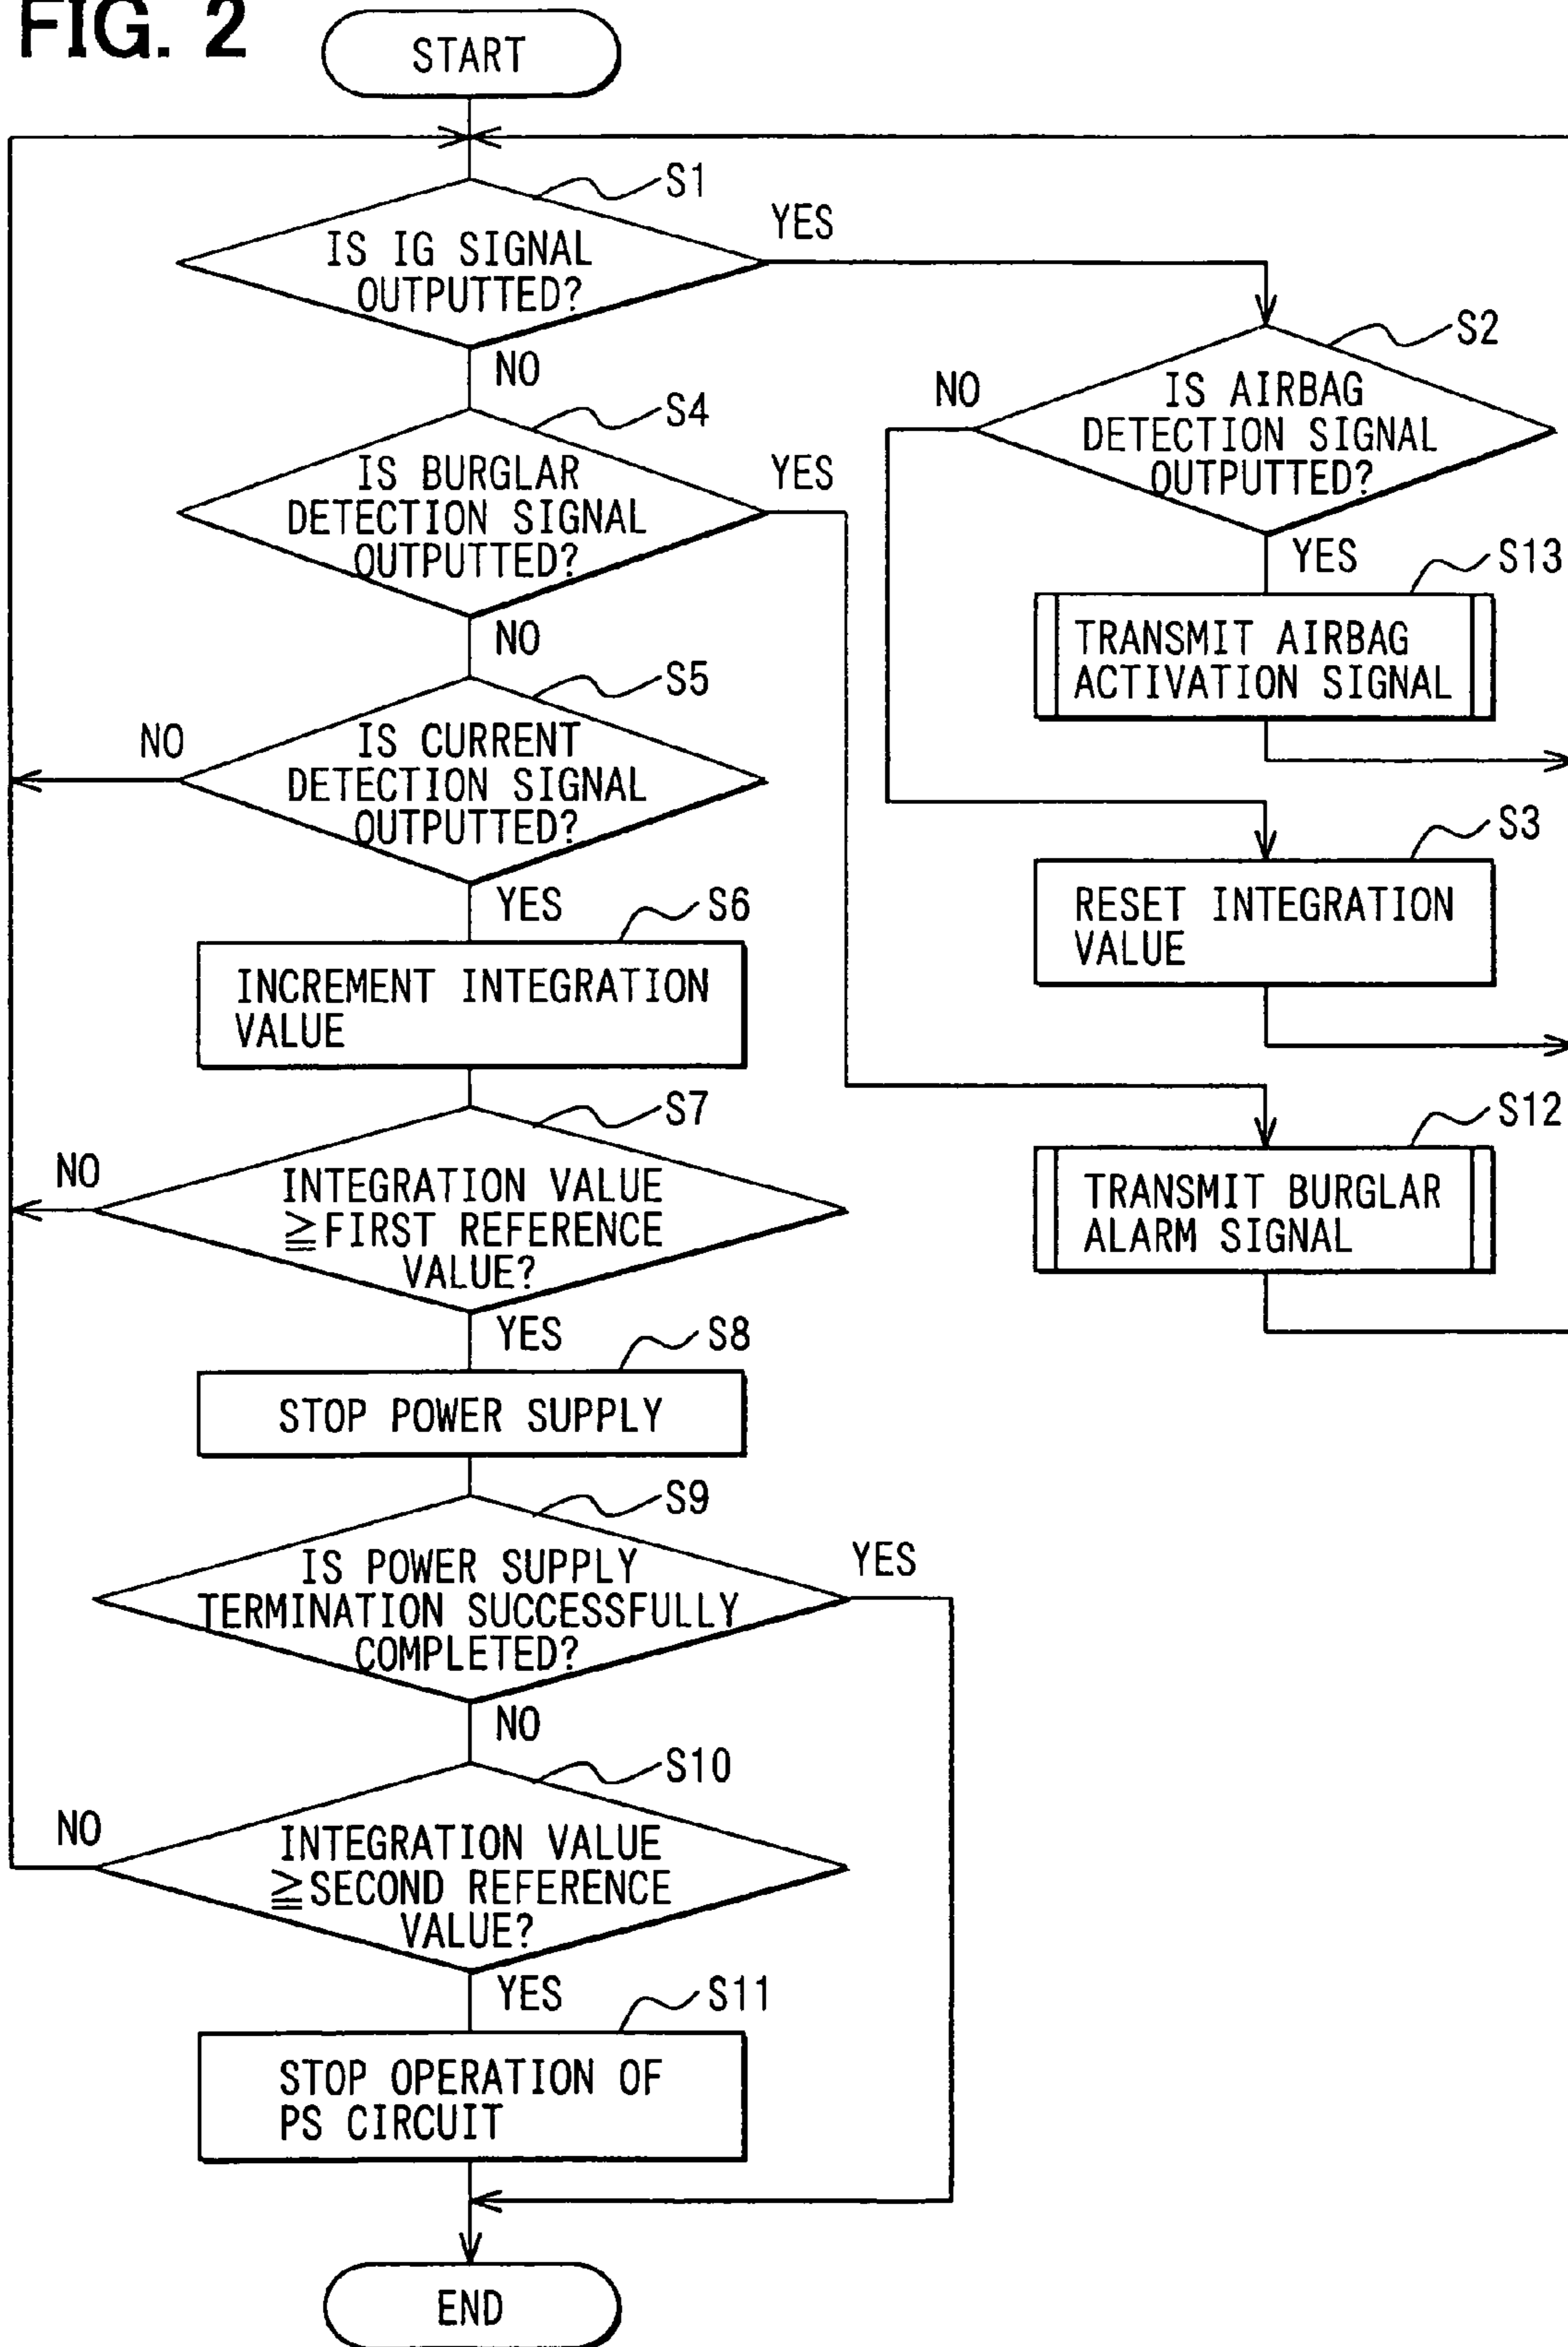 FIG. 2
START
S1
IS IG SIGNAL
OUTPUTTED?
YES
NO
S2
IS AIRBAG
DETECTION SIGNAL
OUTPUTTED?
NO
YES
S13
TRANSMIT AIRBAG
ACTIVATION SIGNAL
S3
RESET INTEGRATION
VALUE
S4
IS BURGLAR
DETECTION SIGNAL
OUTPUTTED?
YES
NO
S12
TRANSMIT BURGLAR
ALARM SIGNAL
S5
IS CURRENT
DETECTION SIGNAL
OUTPUTTED?
NO
YES
S6
INCREMENT INTEGRATION
VALUE
S7
INTEGRATION VALUE
≧FIRST REFERENCE
VALUE?
NO
YES
S8
STOP POWER SUPPLY
S9
IS POWER SUPPLY
TERMINATION SUCCESSFULLY
COMPLETED?
YES
NO
S10
INTEGRATION VALUE
≧SECOND REFERENCE
VALUE?
NO
YES
S11
STOP OPERATION OF
PS CIRCUIT
END